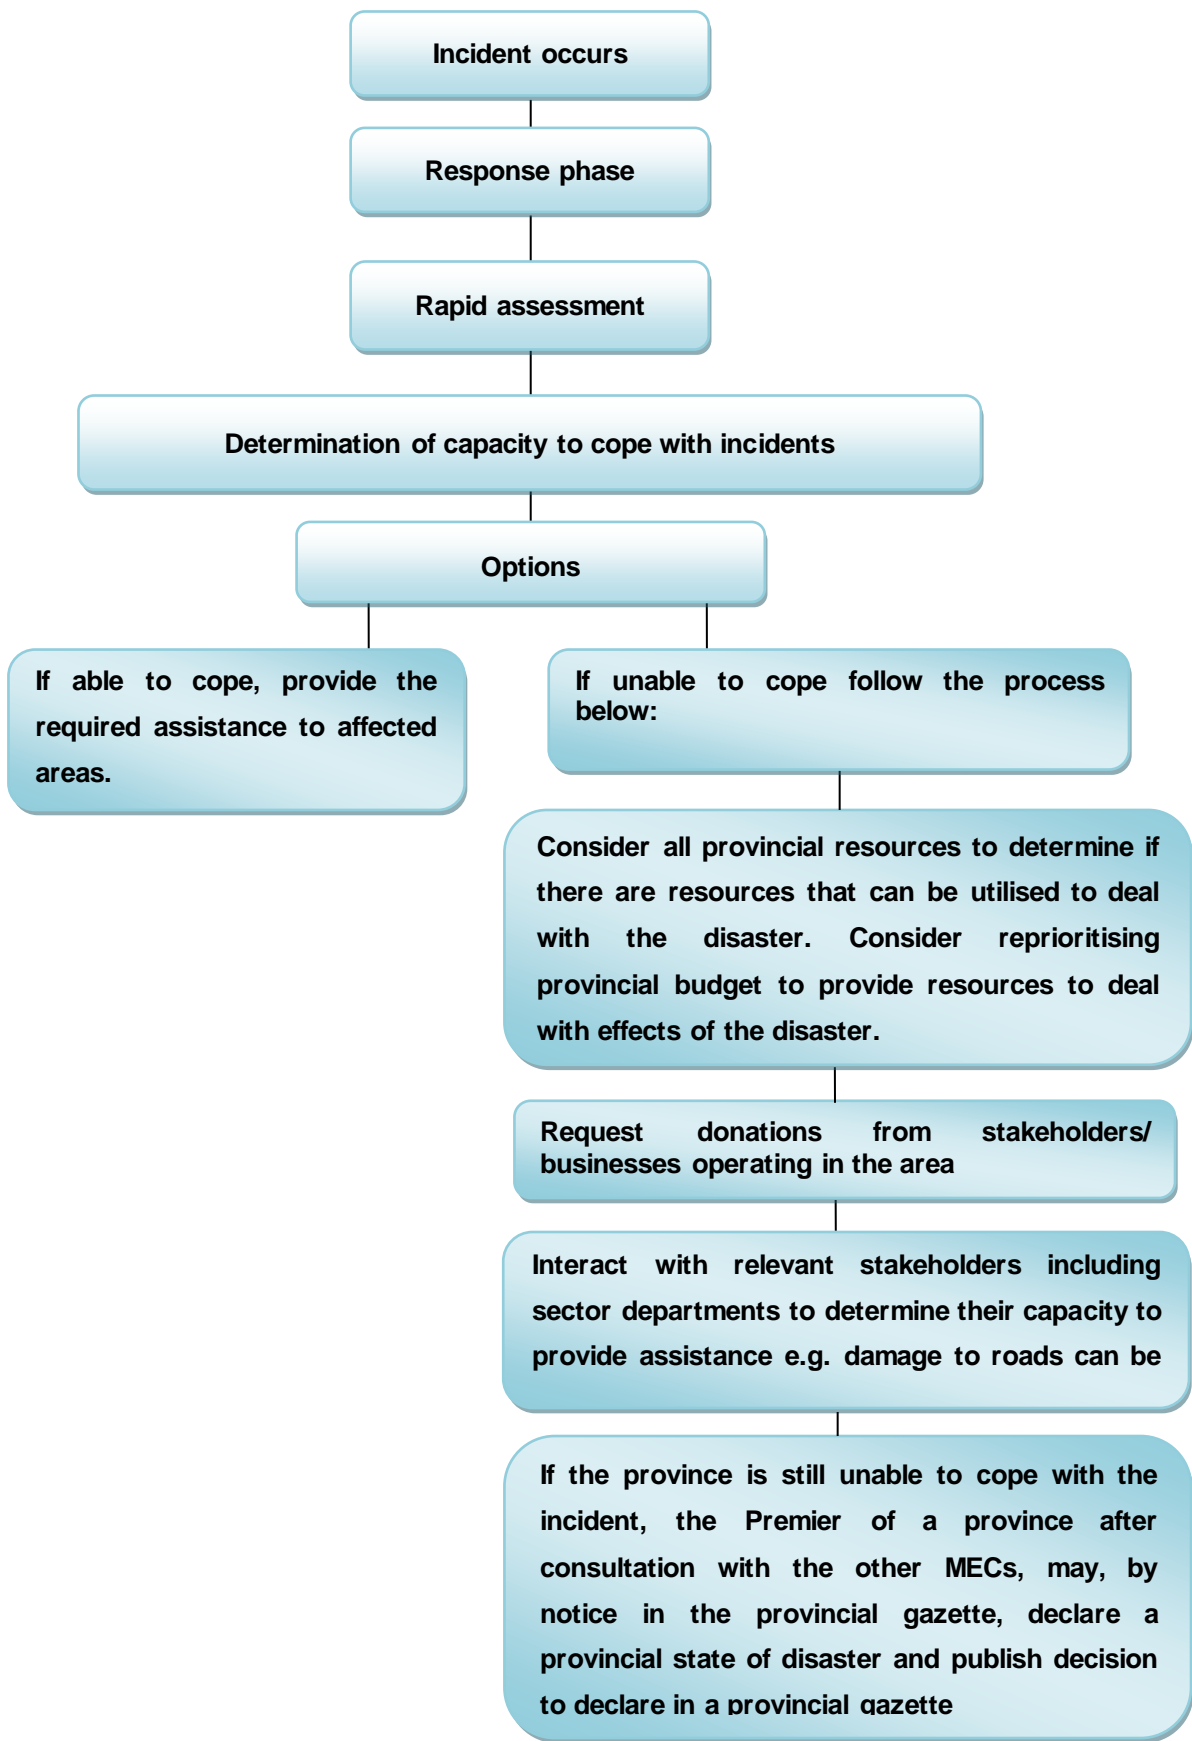 Incident occurs
Response phase
Rapid assessment
Determination of capacity to cope with incidents
Options
If able to cope, provide the
required assistance to affected
areas.
If unable to cope follow the process
below:
Consider all provincial resources to determine if
there are resources that can be utilised to deal
with the disaster. Consider reprioritising
provincial budget to provide resources to deal
with effects of the disaster.
Request donations from stakeholders/
businesses operating in the area
Interact with relevant stakeholders including
sector departments to determine their capacity to
provide assistance e.g. damage to roads can be
If the province is still unable to cope with the
incident, the Premier of a province after
consultation with the other MECs, may, by
notice in the provincial gazette, declare a
provincial state of disaster and publish decision
to declare in a provincial gazette